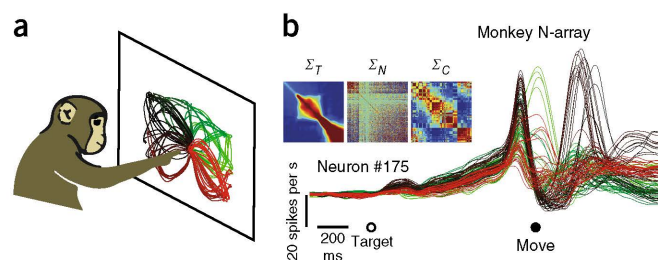 a
b
Monkey N-array
Σ_T Σ_N Σ_C
Neuron #175
20 spikes per s
200
ms
Target
Move